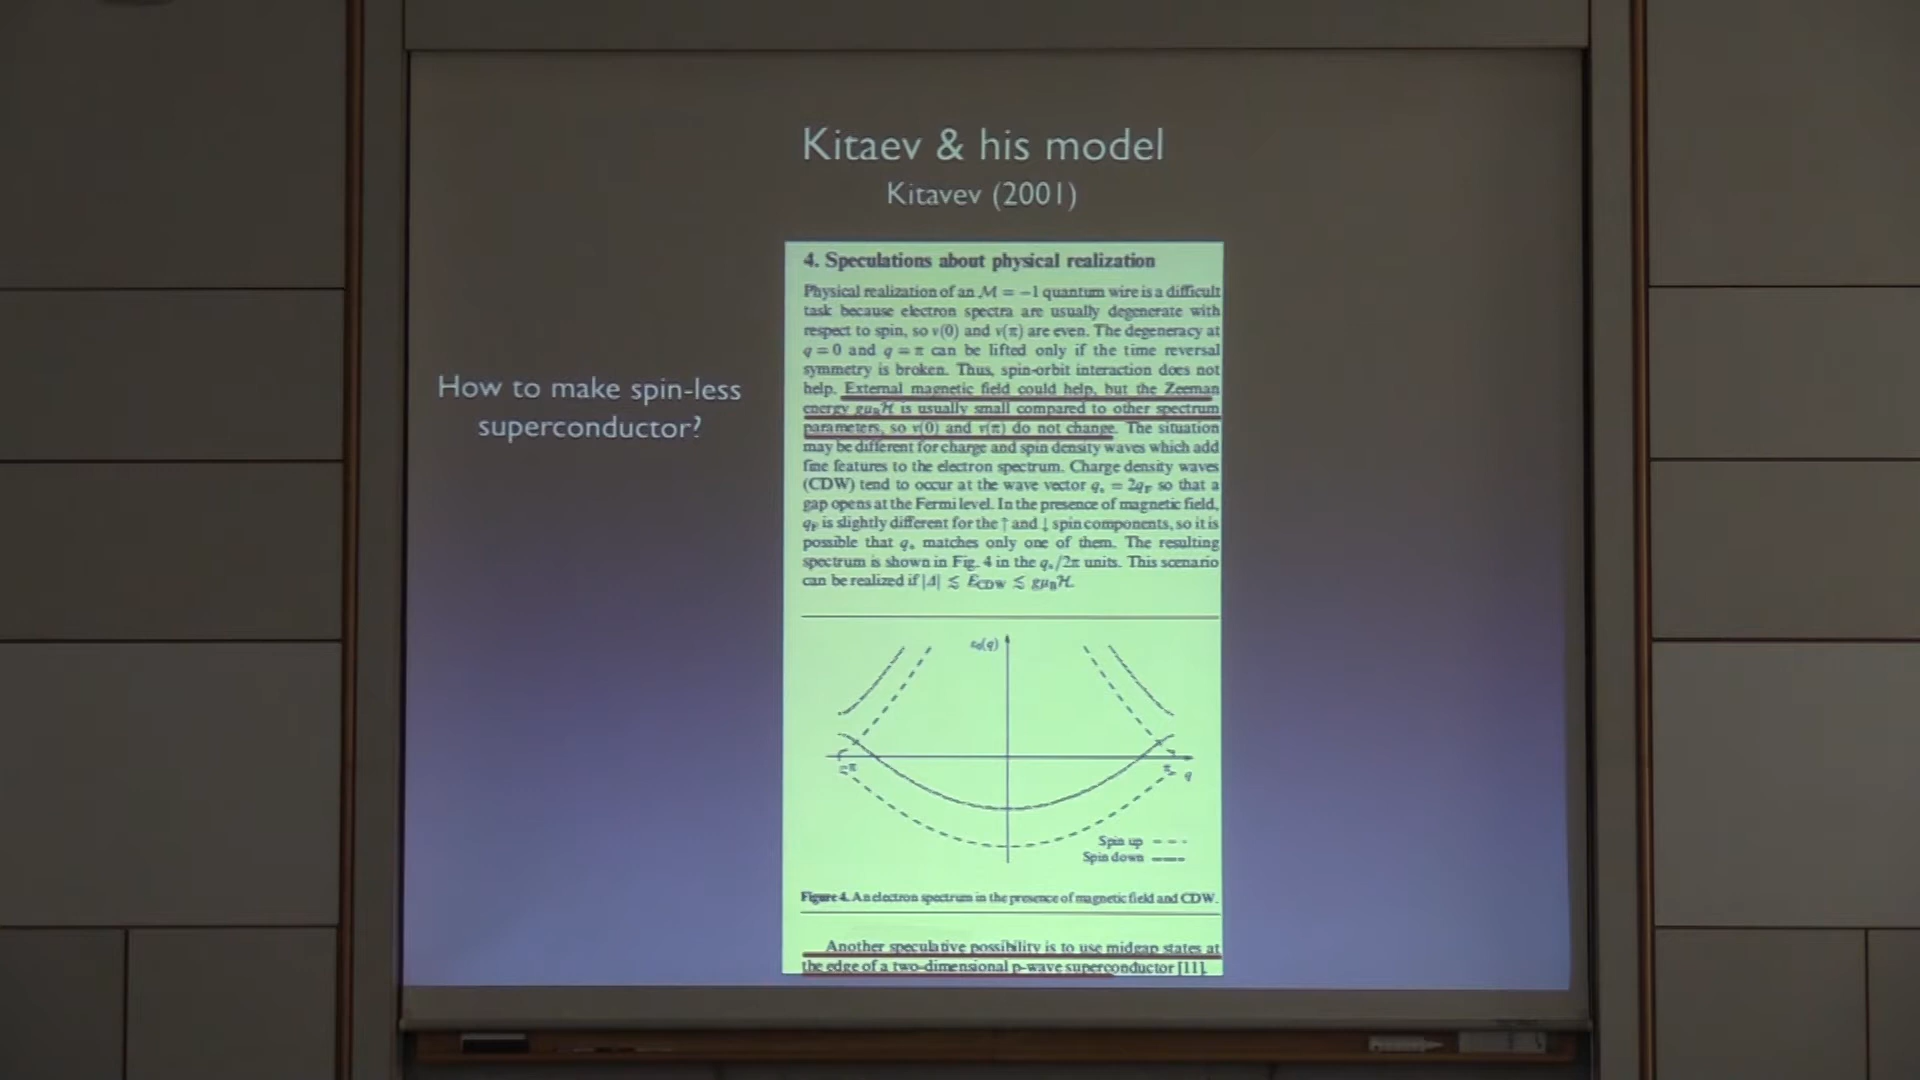 Kitaev & his model
Kitavev (2001)
How to make spin-less
superconductor?
4. Speculations about physical realization
Physical realization of an ℳ = −1 quantum wire is a difficult
task because electron spectra are usually degenerate with
respect to spin, so ν(0) and ν(π) are even. The degeneracy at
q = 0 and q = π can be lifted only if the time reversal
symmetry is broken. Thus, spin-orbit interaction does not
help. External magnetic field could help, but the Zeeman
energy gμBℋ is usually small compared to other spectrum
parameters, so ν(0) and ν(π) do not change. The situation
may be different for charge and spin density waves which add
fine features to the electron spectrum. Charge density waves
(CDW) tend to occur at the wave vector q* = 2qF so that a
gap opens at the Fermi level. In the presence of magnetic field,
qF is slightly different for the ↑ and ↓ spin components, so it is
possible that q* matches only one of them. The resulting
spectrum is shown in Fig. 4 in the q*/2π units. This scenario
can be realized if |Δ| ≲ ECDW ≲ gμBℋ.
ε0(q)
−π
π
q
Spin up
Spin down
Figure 4. An electron spectrum in the presence of magnetic field and CDW.
Another speculative possibility is to use midgap states at
the edge of a two-dimensional p-wave superconductor [11].